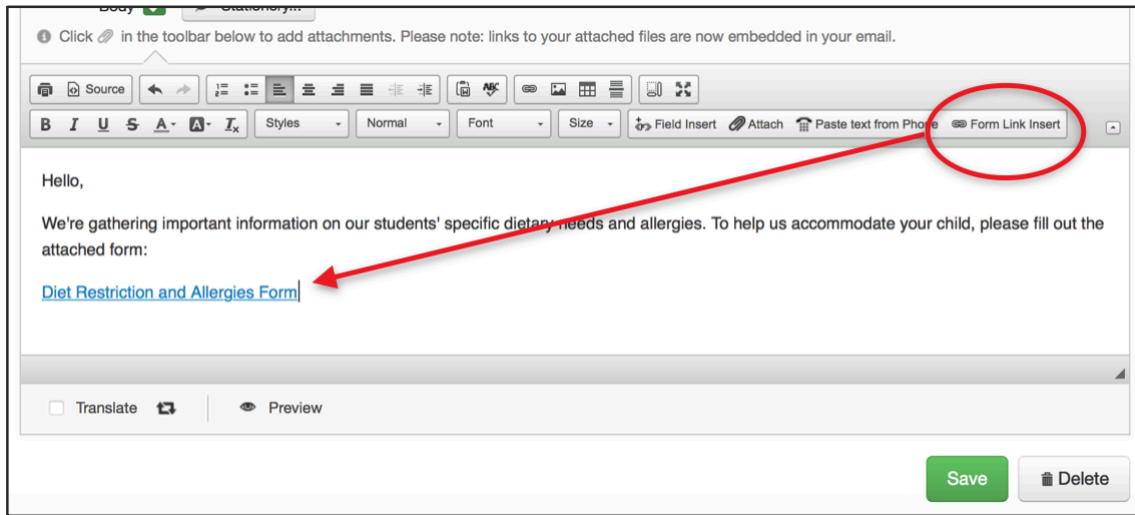 Body Stationery...
Click in the toolbar below to add attachments. Please note: links to your attached files are now embedded in your email.
Source ABC
B I U S A A Ix Styles Normal Font Size Field Insert Attach Paste text from Phone Form Link Insert
Hello,
We're gathering important information on our students' specific dietary needs and allergies. To help us accommodate your child, please fill out the
attached form:
Diet Restriction and Allergies Form
Translate Preview
Save Delete